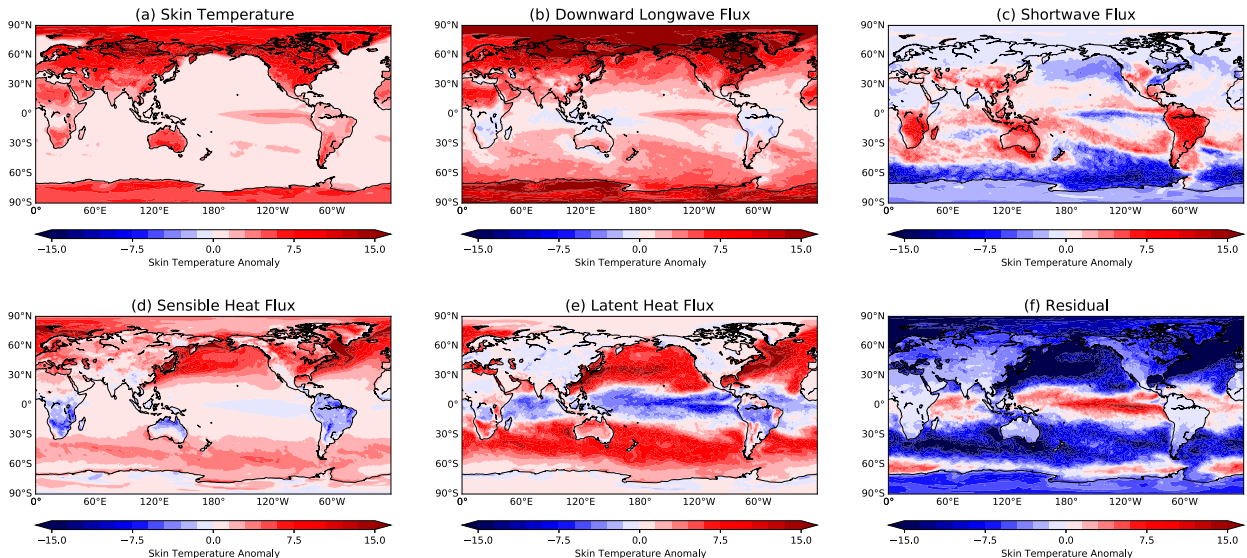 (a) Skin Temperature
(b) Downward Longwave Flux
(c) Shortwave Flux
90°N
60°N
30°N
0°
30°S
60°S
90°S
0° 60°E 120°E 180° 120°W 60°W
90°N
60°N
30°N
0°
30°S
60°S
90°S
0° 60°E 120°E 180° 120°W 60°W
90°N
60°N
30°N
0°
30°S
60°S
90°S
0° 60°E 120°E 180° 120°W 60°W
−15.0 −7.5 0.0 7.5 15.0
Skin Temperature Anomaly
−15.0 −7.5 0.0 7.5 15.0
Skin Temperature Anomaly
−15.0 −7.5 0.0 7.5 15.0
Skin Temperature Anomaly
(d) Sensible Heat Flux
(e) Latent Heat Flux
(f) Residual
90°N
60°N
30°N
0°
30°S
60°S
90°S
0° 60°E 120°E 180° 120°W 60°W
90°N
60°N
30°N
0°
30°S
60°S
90°S
0° 60°E 120°E 180° 120°W 60°W
90°N
60°N
30°N
0°
30°S
60°S
90°S
0° 60°E 120°E 180° 120°W 60°W
−15.0 −7.5 0.0 7.5 15.0
Skin Temperature Anomaly
−15.0 −7.5 0.0 7.5 15.0
Skin Temperature Anomaly
−15.0 −7.5 0.0 7.5 15.0
Skin Temperature Anomaly